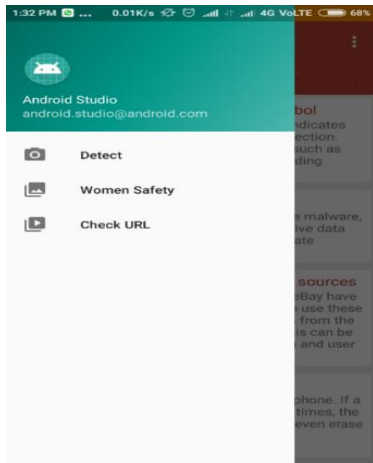 1:32 PM ... 0.01K/s 4G VoLTE 68%
Android Studio
android.studio@android.com
Detect
Women Safety
Check URL
bol
ndicates
ection,
such as
ding
e malware,
ive data
ate
sources
eBay have
use these
from the
is can be
and user
phone. If a
times, the
even erase